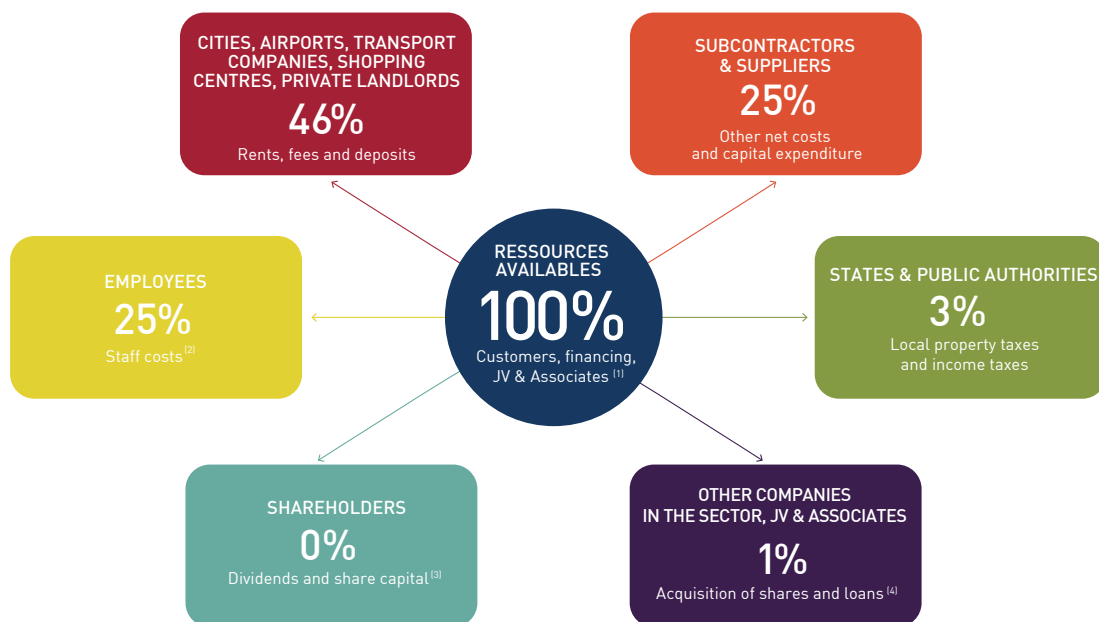 CITIES, AIRPORTS, TRANSPORT
COMPANIES, SHOPPING
CENTRES, PRIVATE LANDLORDS
46%
Rents, fees and deposits
SUBCONTRACTORS
& SUPPLIERS
25%
Other net costs
and capital expenditure
EMPLOYEES
25%
Staff costs (2)
RESSOURCES
AVAILABLES
100%
Customers, financing,
JV & Associates (1)
STATES & PUBLIC AUTHORITIES
3%
Local property taxes
and income taxes
SHAREHOLDERS
0%
Dividends and share capital (3)
OTHER COMPANIES
IN THE SECTOR, JV & ASSOCIATES
1%
Acquisition of shares and loans (4)